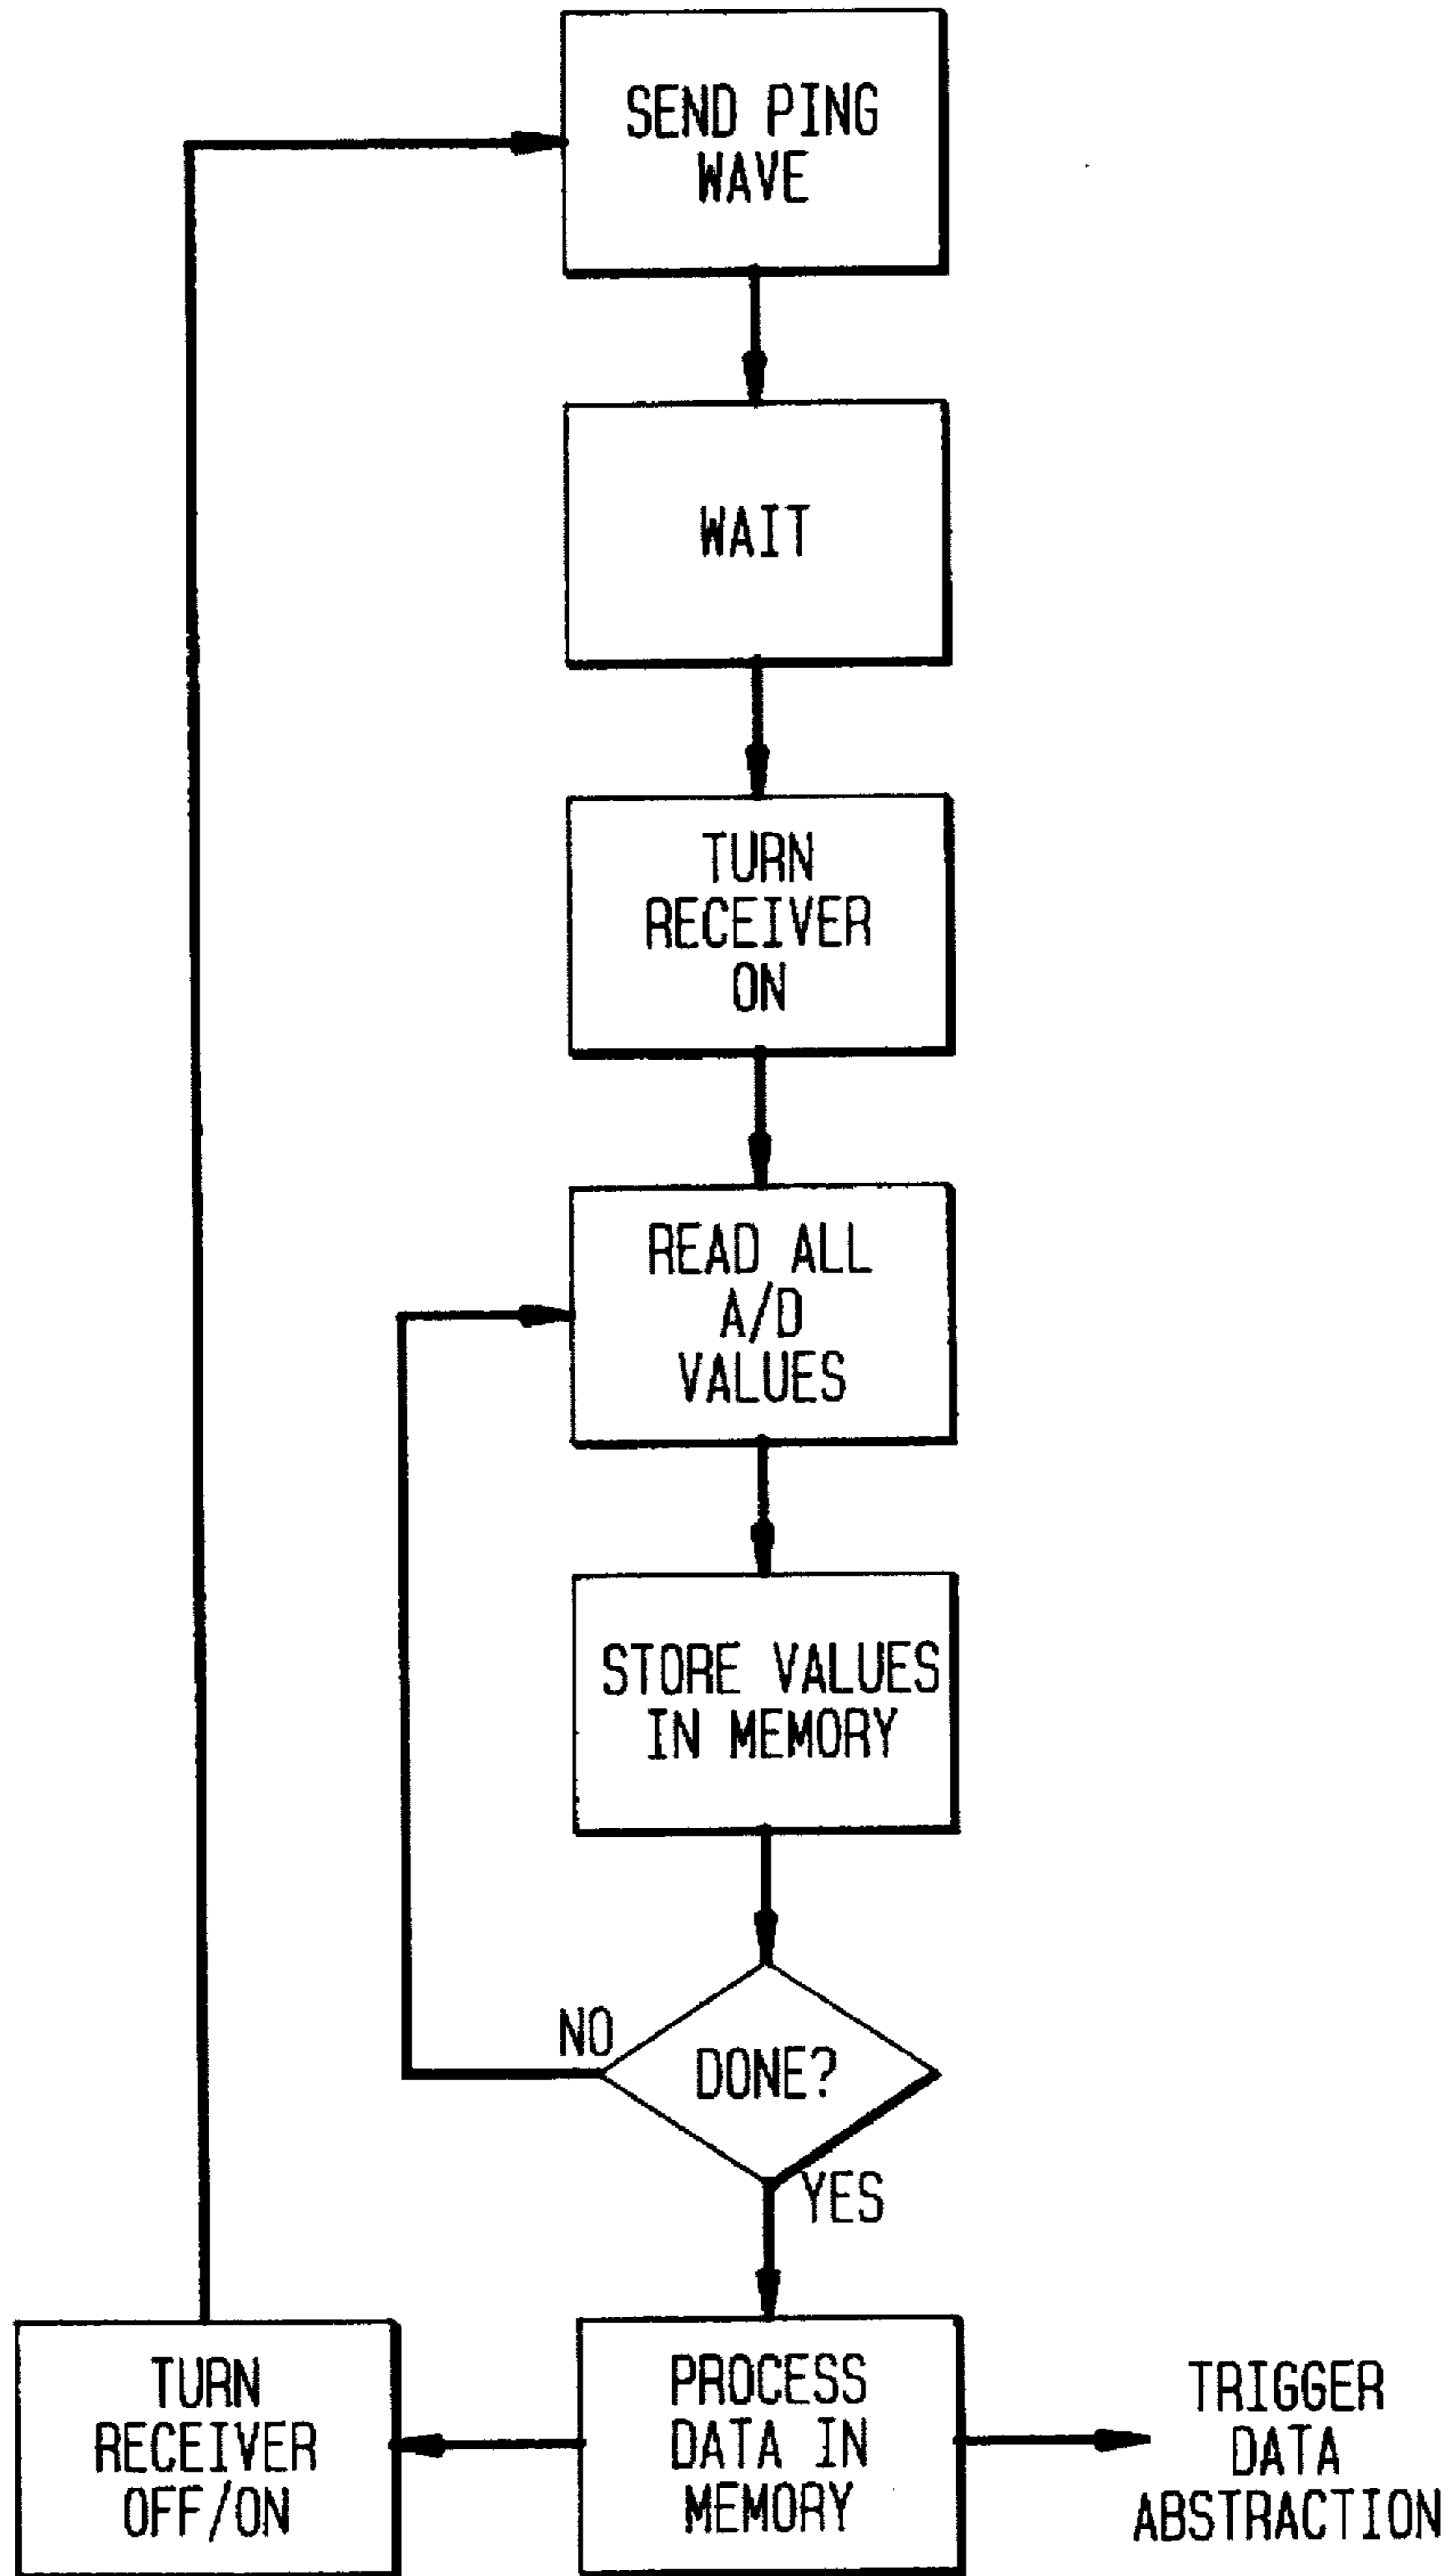 SEND PING
WAVE
WAIT
TURN
RECEIVER
ON
READ ALL
A/D
VALUES
STORE VALUES
IN MEMORY
NO
DONE?
YES
TURN
RECEIVER
OFF/ON
PROCESS
DATA IN
MEMORY
TRIGGER
DATA
ABSTRACTION